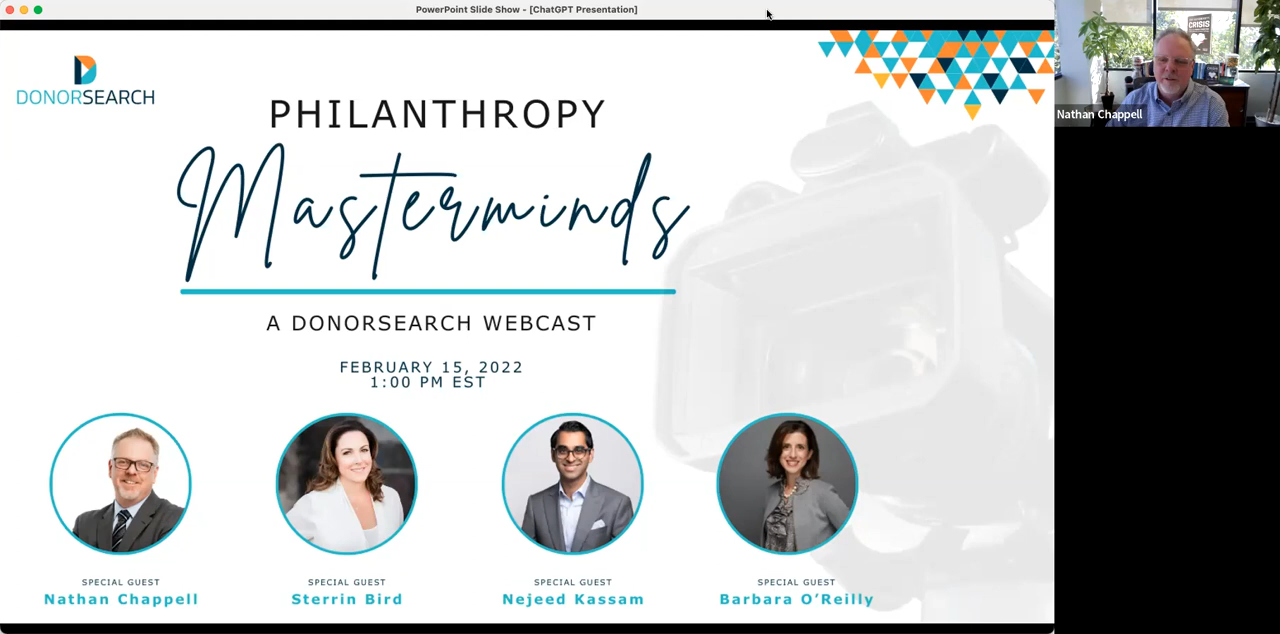 PowerPoint Slide Show - [ChatGPT Presentation]
DONORSEARCH
PHILANTHROPY
Masterminds
A DONORSEARCH WEBCAST
FEBRUARY 15, 2022
1:00 PM EST
SPECIAL GUEST
Nathan Chappell
SPECIAL GUEST
Sterrin Bird
SPECIAL GUEST
Nejeed Kassam
SPECIAL GUEST
Barbara O’Reilly
CRISIS
Nathan Chappell